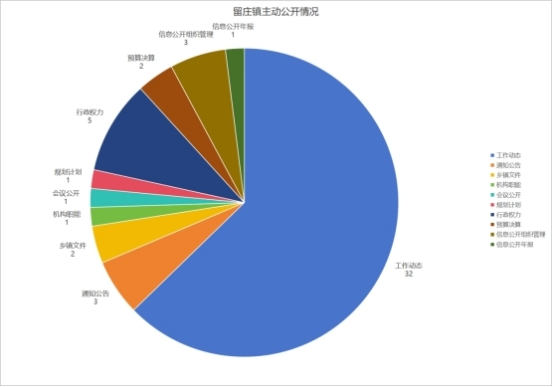 留庄镇主动公开情况
信息公开年报
1
信息公开组织管理
3
预算决算
2
行政权力
5
规划计划
1
会议公开
1
机构职能
1
乡镇文件
2
通知公告
3
工作动态
32
工作动态
通知公告
乡镇文件
机构职能
会议公开
规划计划
行政权力
预算决算
信息公开组织管理
信息公开年报